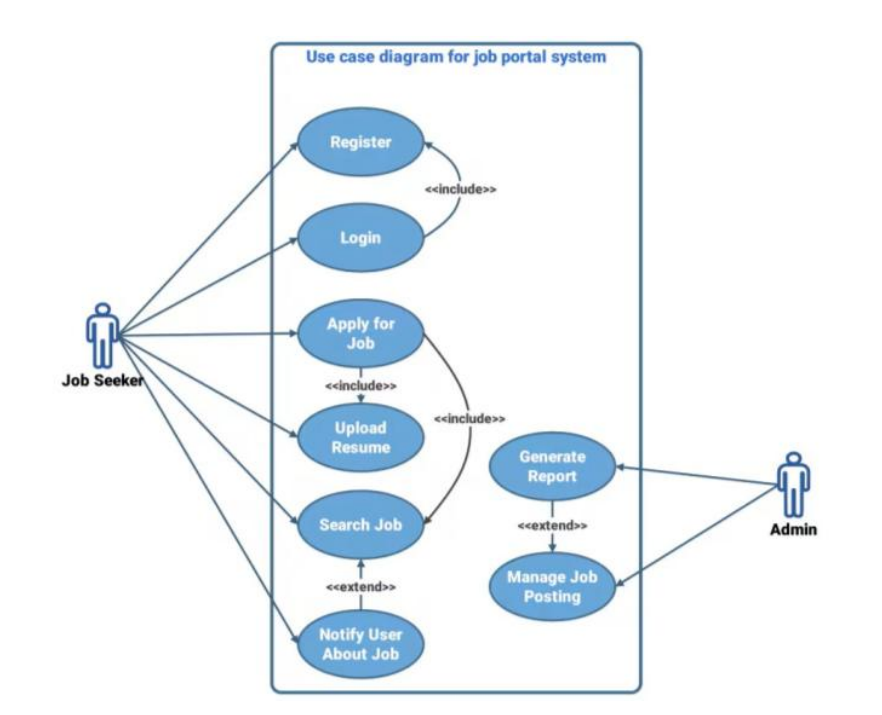 Use case diagram for job portal system
Register
<<include>>
Login
Apply for
Job
<<include>>
<<include>>
Upload
Resume
Search Job
<<extend>>
Notify User
About Job
Job Seeker
Generate
Report
<<extend>>
Manage Job
Posting
Admin